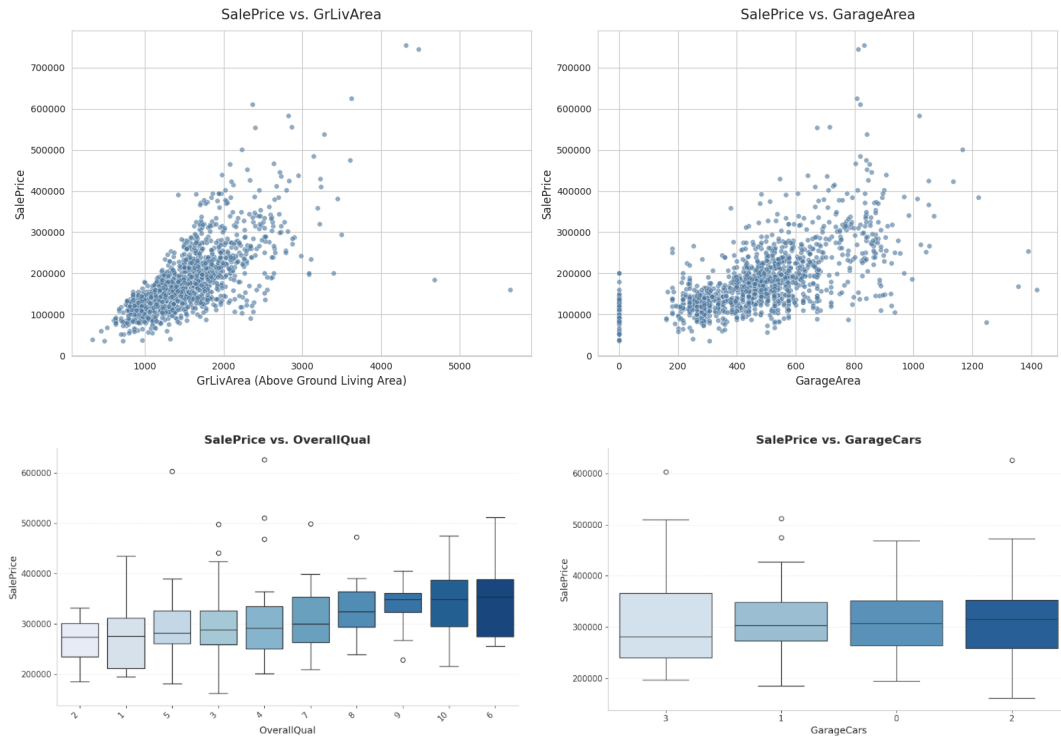 SalePrice vs. GrLivArea
SalePrice
700000
600000
500000
400000
300000
200000
100000
0
1000 2000 3000 4000 5000
GrLivArea (Above Ground Living Area)
SalePrice vs. GarageArea
SalePrice
700000
600000
500000
400000
300000
200000
100000
0
0 200 400 600 800 1000 1200 1400
GarageArea
SalePrice vs. OverallQual
SalePrice
600000
500000
400000
300000
200000
2 1 5 3 4 7 8 9 10 6
OverallQual
SalePrice vs. GarageCars
SalePrice
600000
500000
400000
300000
200000
3 1 0 2
GarageCars